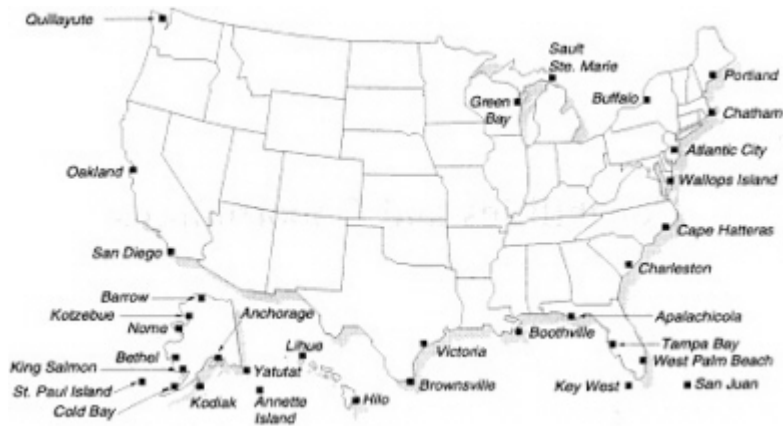 Quillayute
Sault
Ste. Marie
Green
Bay
Buffalo
Portland
Chatham
Atlantic City
Wallops Island
Oakland
Cape Hatteras
San Diego
Charleston
Barrow
Kotzebue
Anchorage
Apalachicola
Nome
Lihue
Boothville
Bethel
Victoria
Tampa Bay
King Salmon
Yatutat
West Palm Beach
St. Paul Island
Brownsville
Key West
San Juan
Cold Bay
Kodiak
Annette
Island
Hilo